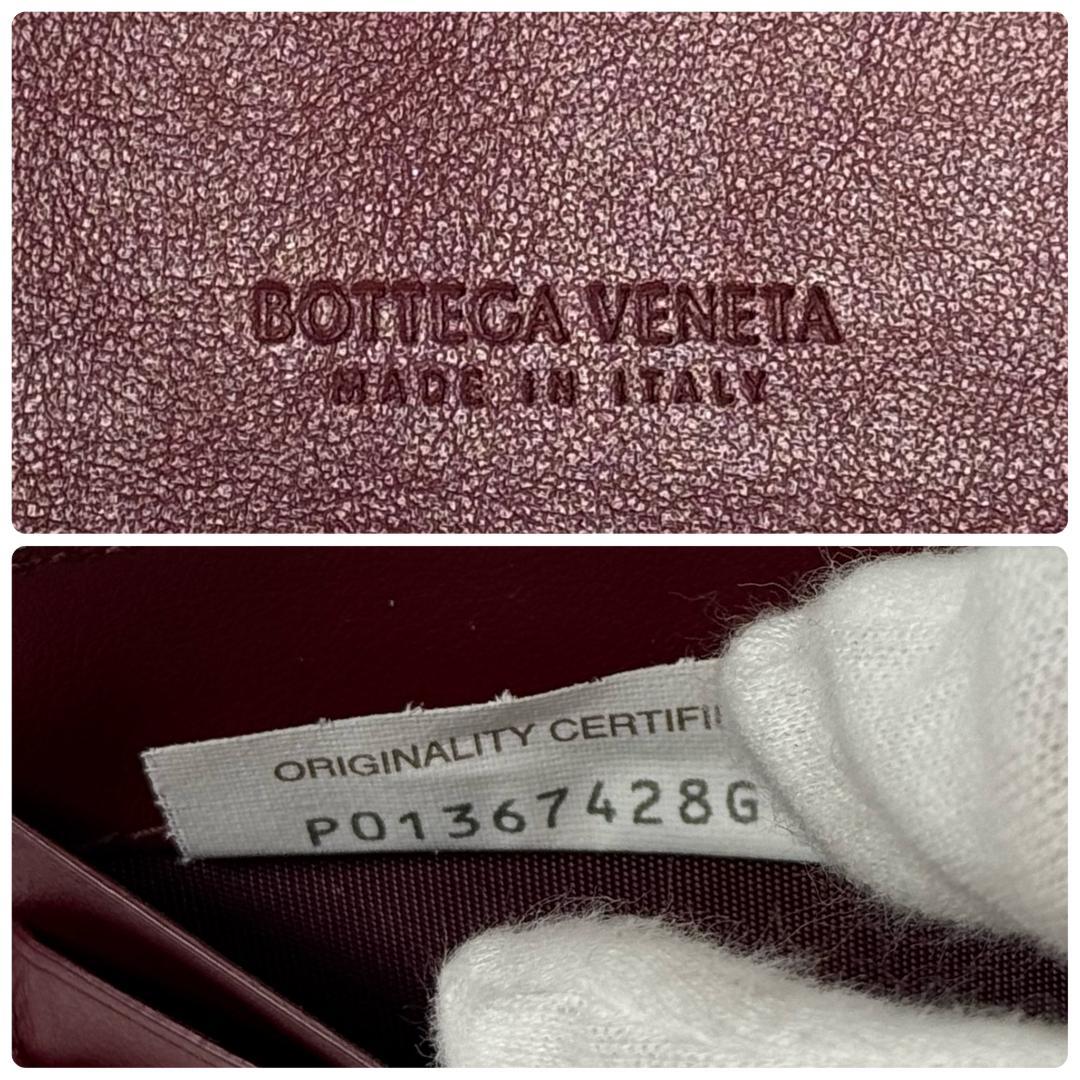 BOTTEGA VENETA
MADE IN ITALY
ORIGINALITY CERTIFI
P01367428G